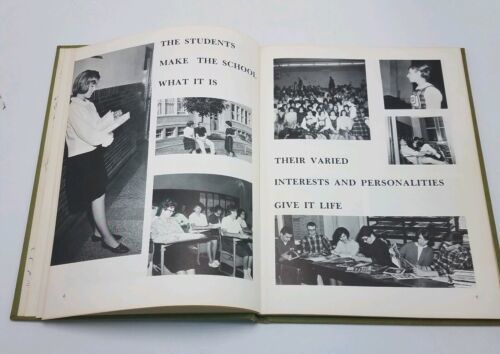 THE STUDENTS
MAKE THE SCHOOL
WHAT IT IS
THEIR VARIED
INTERESTS AND PERSONALITIES
GIVE IT LIFE